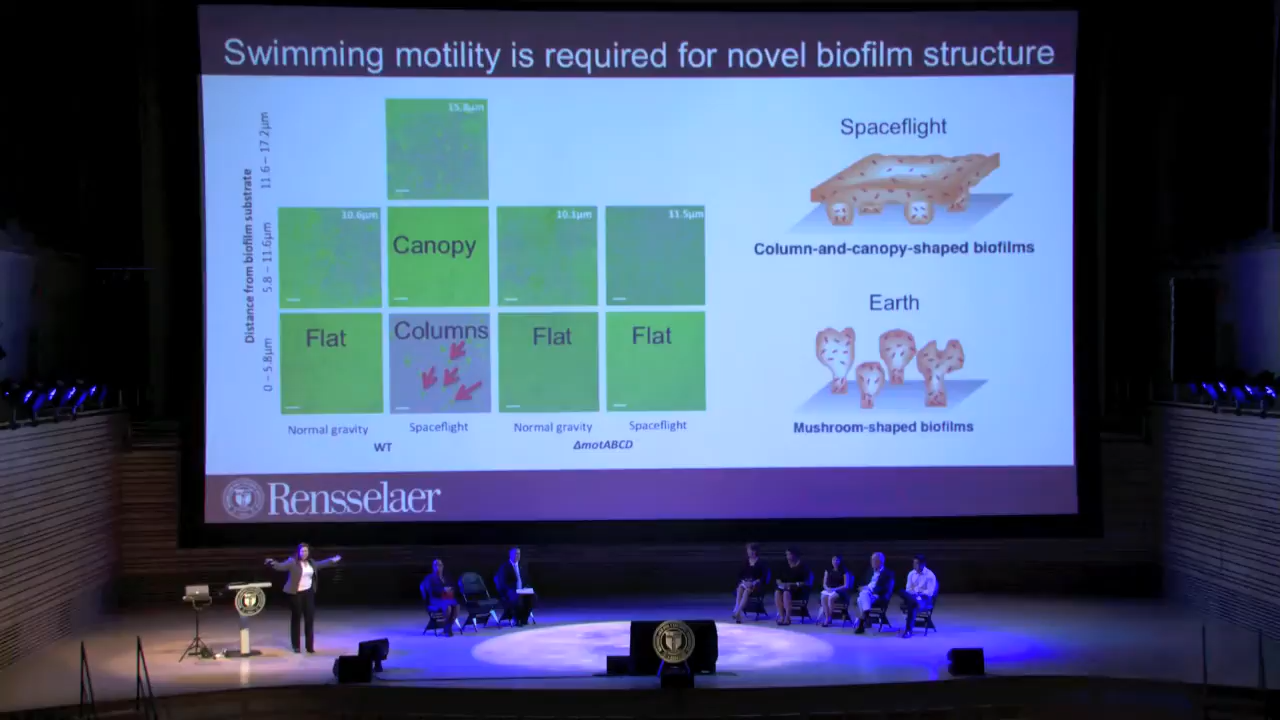 Swimming motility is required for novel biofilm structure
Distance from biofilm substrate
11.6 – 17.2µm
5.8 – 11.6µm
0 – 5.8µm
15.8µm
10.6µm
Canopy
10.1µm
11.5µm
Flat
Columns
Flat
Flat
Normal gravity
Spaceflight
Normal gravity
Spaceflight
WT
ΔmotABCD
Spaceflight
Column-and-canopy-shaped biofilms
Earth
Mushroom-shaped biofilms
Rensselaer